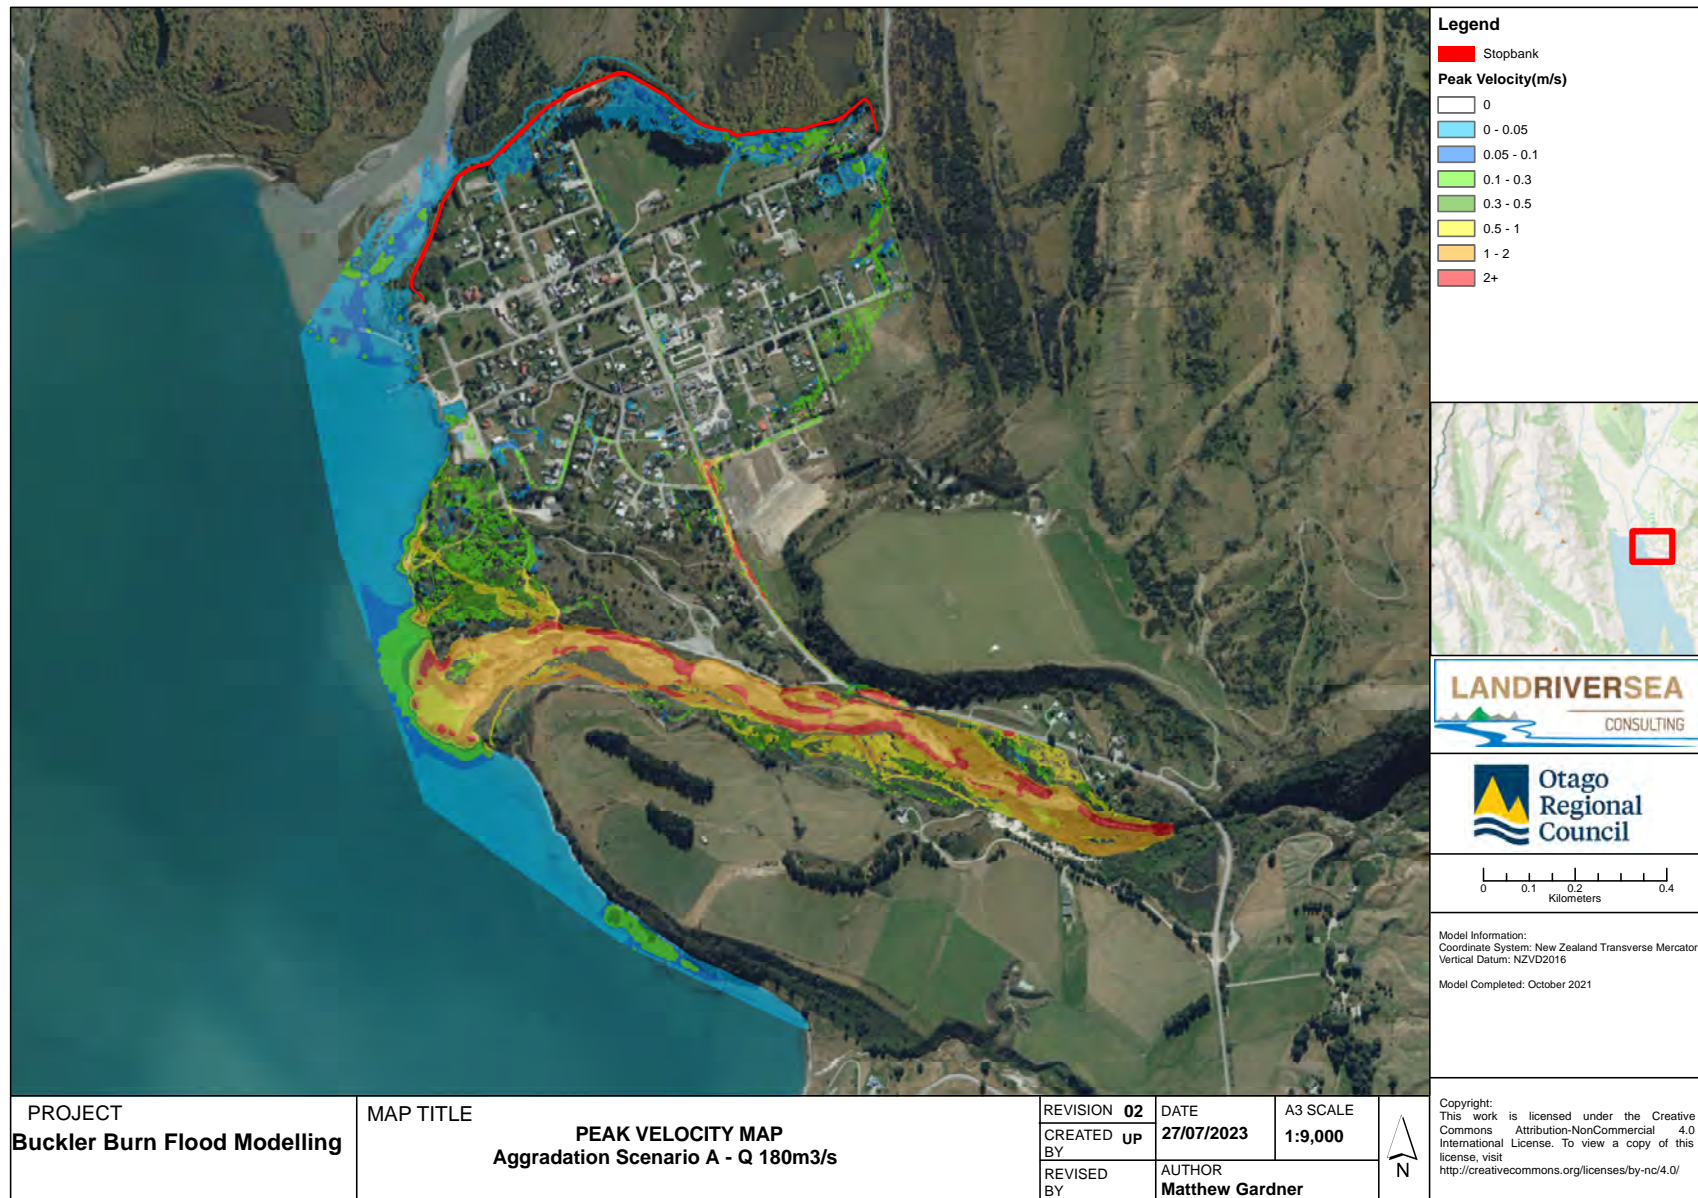 Legend
Stopbank
Peak Velocity(m/s)
0
0 - 0.05
0.05 - 0.1
0.1 - 0.3
0.3 - 0.5
0.5 - 1
1 - 2
2+
LANDRIVERSEA
CONSULTING
Otago
Regional
Council
0 0.1 0.2 0.4
Kilometers
Model Information:
Coordinate System: New Zealand Transverse Mercator
Vertical Datum: NZVD2016
Model Completed: October 2021
Copyright:
This work is licensed under the Creative
Commons Attribution-NonCommercial 4.0
International License. To view a copy of this
license, visit
http://creativecommons.org/licenses/by-nc/4.0/
PROJECT
Buckler Burn Flood Modelling
MAP TITLE
PEAK VELOCITY MAP
Aggradation Scenario A - Q 180m3/s
REVISION 02
CREATED BY UP
REVISED BY
DATE
27/07/2023
A3 SCALE
1:9,000
AUTHOR
Matthew Gardner
N